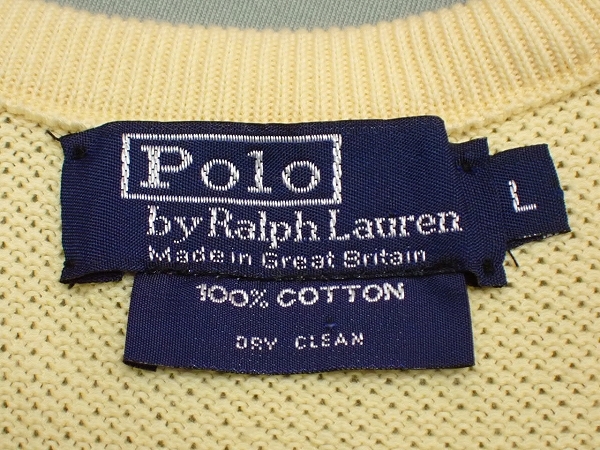 Polo
by Ralph Lauren
Made in Great Britain
L
100% COTTON
DRY CLEAN